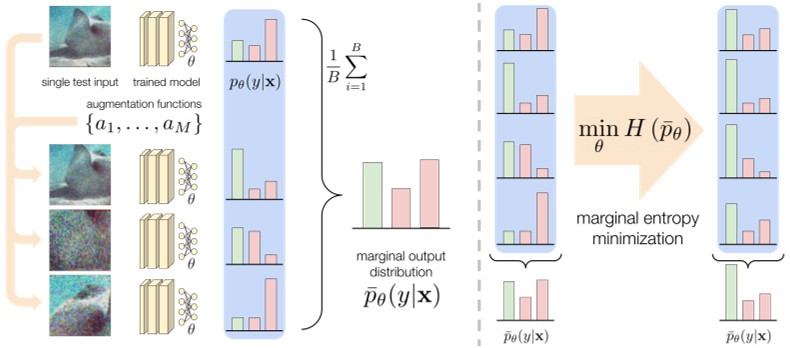 θ
single test input
trained model
p_θ(y|x)
augmentation functions
{a_1, . . . , a_M}
θ
θ
θ
1/B ∑_{i=1}^{B}
marginal output
distribution
p̄_θ(y|x)
min_θ H (p̄_θ)
marginal entropy
minimization
p̄_θ(y|x)
p̄_θ(y|x)